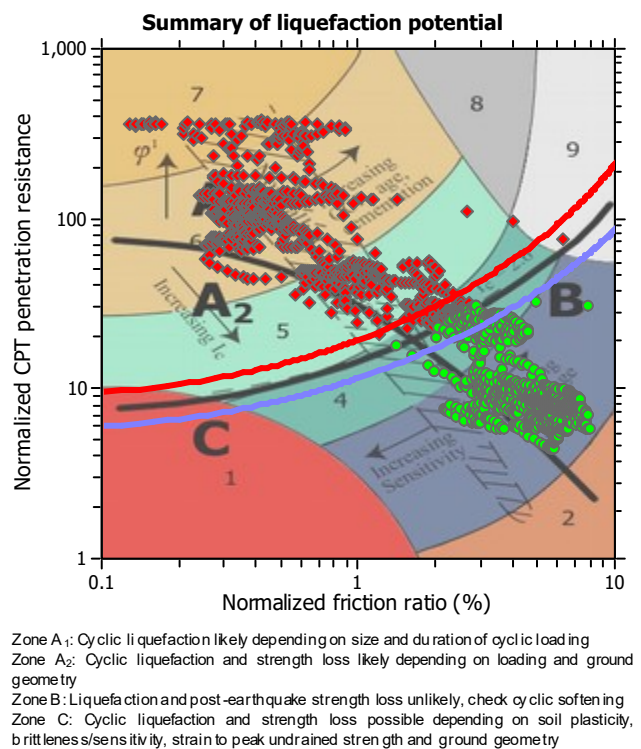 Summary of liquefaction potential
1,000
100
10
1
0.1
1
10
Normalized CPT penetration resistance
Normalized friction ratio (%)
7
8
9
φ'
Increasing
age,
cementation
6
A2
Increasing IC
5
B
4
C
1
Increasing
Sensitivity
2
Zone A1: Cyclic liquefaction likely depending on size and duration of cyclic loading
Zone A2: Cyclic liquefaction and strength loss likely depending on loading and ground
geometry
Zone B: Liquefaction and post-earthquake strength loss unlikely, check cyclic softening
Zone C: Cyclic liquefaction and strength loss possible depending on soil plasticity,
brittleness/sensitivity, strain to peak undrained strength and ground geometry